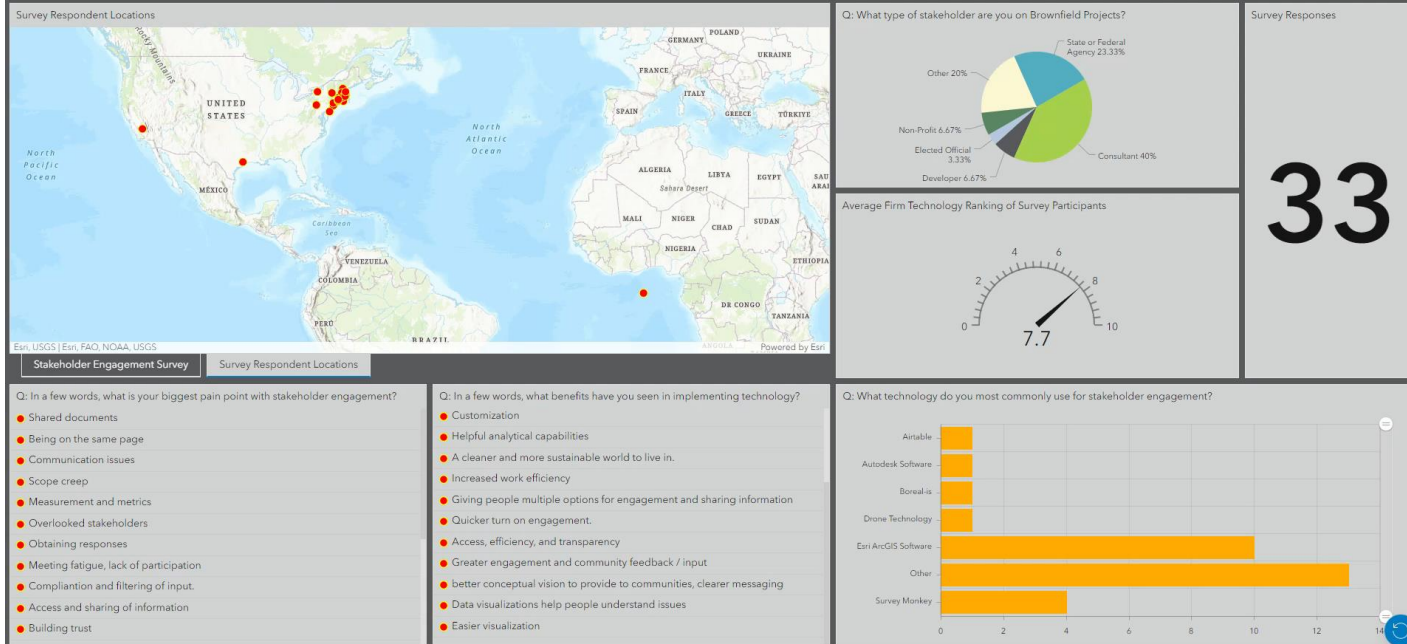 Survey Respondent Locations
Rocky Mountains
UNITED
STATES
North
Pacific
Ocean
MÉXICO
North
Atlantic
Ocean
Caribbean
Sea
VENEZUELA
COLOMBIA
PERÚ
BRAZIL
POLAND
GERMANY
UKRAINE
FRANCE
ITALY
SPAIN
GREECE
TÜRKIYE
ALGERIA
LIBYA
EGYPT
SAU
ARA
Sahara Desert
MALI
NIGER
CHAD
SUDAN
NIGERIA
ETHIOPIA
DR CONGO
TANZANIA
ANGOLA
Esri, USGS | Esri, FAO, NOAA, USGS
Powered by Esri
Stakeholder Engagement Survey
Survey Respondent Locations
Q: What type of stakeholder are you on Brownfield Projects?
State or Federal
Agency 23.33%
Other 20%
Non-Profit 6.67%
Elected Official
3.33%
Developer 6.67%
Consultant 40%
Survey Responses
33
Average Firm Technology Ranking of Survey Participants
0
2
4
6
8
10
7.7
Q: In a few words, what is your biggest pain point with stakeholder engagement?
Shared documents
Being on the same page
Communication issues
Scope creep
Measurement and metrics
Overlooked stakeholders
Obtaining responses
Meeting fatigue, lack of participation
Compliantion and filtering of input.
Access and sharing of information
Building trust
Q: In a few words, what benefits have you seen in implementing technology?
Customization
Helpful analytical capabilities
A cleaner and more sustainable world to live in.
Increased work efficiency
Giving people multiple options for engagement and sharing information
Quicker turn on engagement.
Access, efficiency, and transparency
Greater engagement and community feedback / input
better conceptual vision to provide to communities, clearer messaging
Data visualizations help people understand issues
Easier visualization
Q: What technology do you most commonly use for stakeholder engagement?
Airtable
Autodesk Software
Boreal-is
Drone Technology
Esri ArcGIS Software
Other
Survey Monkey
0
2
4
6
8
10
12
14